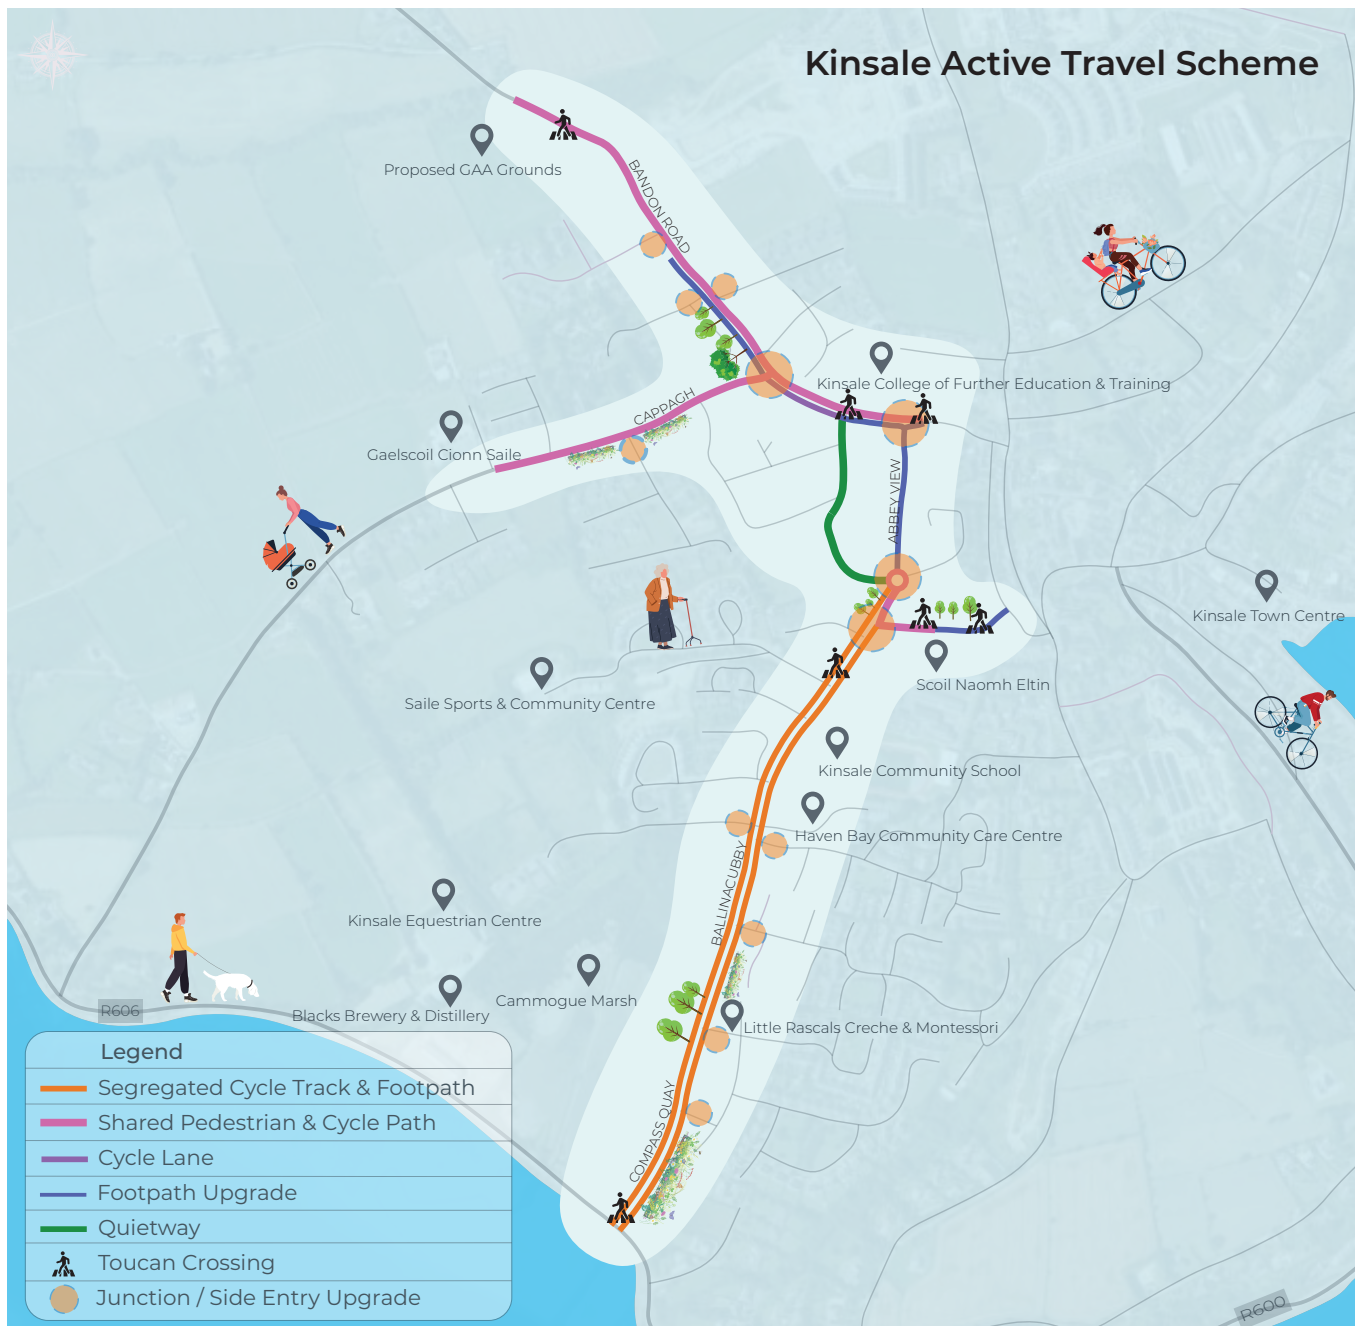 Kinsale Active Travel Scheme
Proposed GAA Grounds
BANDON ROAD
Kinsale College of Further Education & Training
CAPPAGH
Gaelscoil Cionn Saile
ABBEY VIEW
Kinsale Town Centre
Scoil Naomh Eltin
Saile Sports & Community Centre
Kinsale Community School
Haven Bay Community Care Centre
BALLINACUBBY
Kinsale Equestrian Centre
Cammogue Marsh
R606
Blacks Brewery & Distillery
Little Rascals Creche & Montessori
COMPASS QUAY
Legend
Segregated Cycle Track & Footpath
Shared Pedestrian & Cycle Path
Cycle Lane
Footpath Upgrade
Quietway
Toucan Crossing
Junction / Side Entry Upgrade
R600